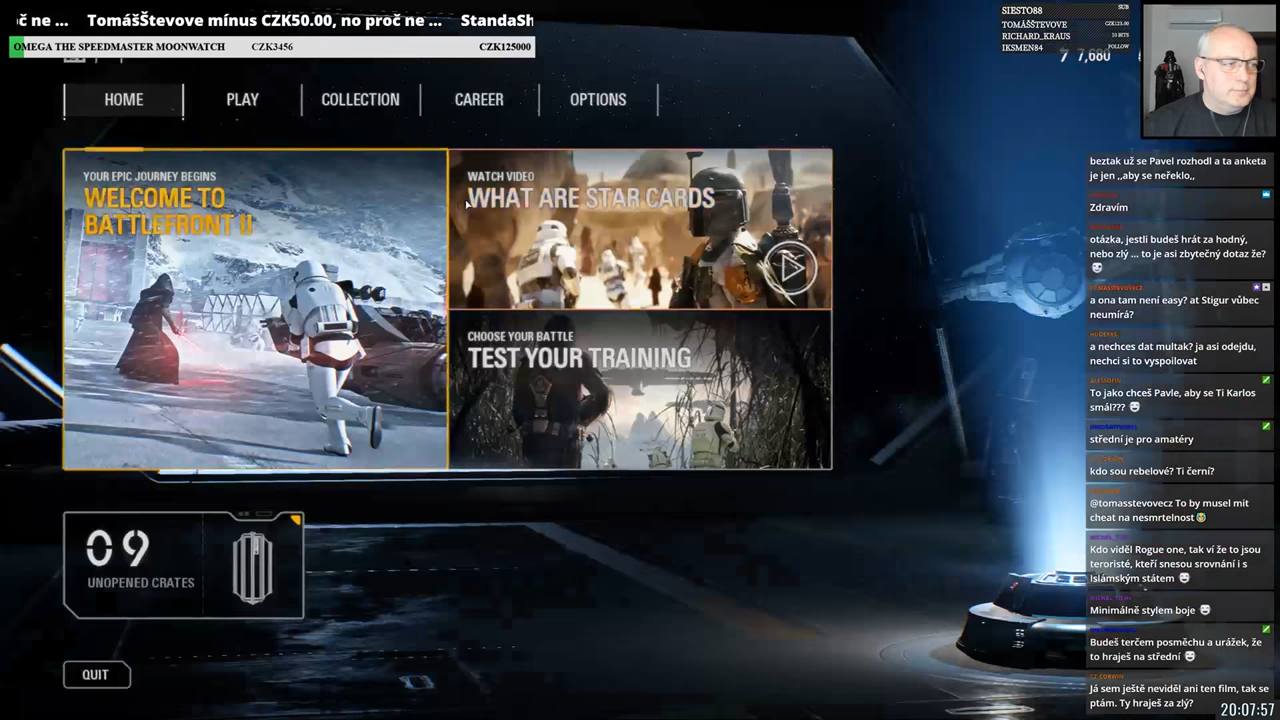 č ne ...    TomášŠtevove mínus CZK50.00, no proč ne ...    StandaSh
OMEGA THE SPEEDMASTER MOONWATCH CZK3456 CZK125000
SIESTO88 SUB
TOMÁŠŠTEVOVE CZK123.00
RICHARD_KRAUS 10 BITS
IKSMEN84 FOLLOW
7,680
HOME PLAY COLLECTION CAREER OPTIONS
YOUR EPIC JOURNEY BEGINS
WELCOME TO
BATTLEFRONT II
WATCH VIDEO
WHAT ARE STAR CARDS
CHOOSE YOUR BATTLE
TEST YOUR TRAINING
09
UNOPENED CRATES
QUIT
beztak už se Pavel rozhodl a ta anketa
je jen ,,aby se neřeklo,,
Zdravím
otázka, jestli budeš hrát za hodný,
nebo zlý ... to je asi zbytečný dotaz že?
a ona tam není easy? at Stigur vůbec
neumírá?
a nechces dat multak? ja asi odejdu,
nechci si to vyspoilovat
To jako chceš Pavle, aby se Ti Karlos
smál???
střední je pro amatéry
kdo sou rebelové? Ti černí?
@tomasstevovecz To by musel mit
cheat na nesmrtelnost
Kdo viděl Rogue one, tak ví že to jsou
teroristé, kteří snesou srovnání i s
Islámským státem
Minimálně stylem boje
Budeš terčem posměchu a urážek, že
to hraješ na střední
CZ_CORWIN
Já sem ještě neviděl ani ten film, tak se
ptám. Ty hraješ za zlý?
20:07:57